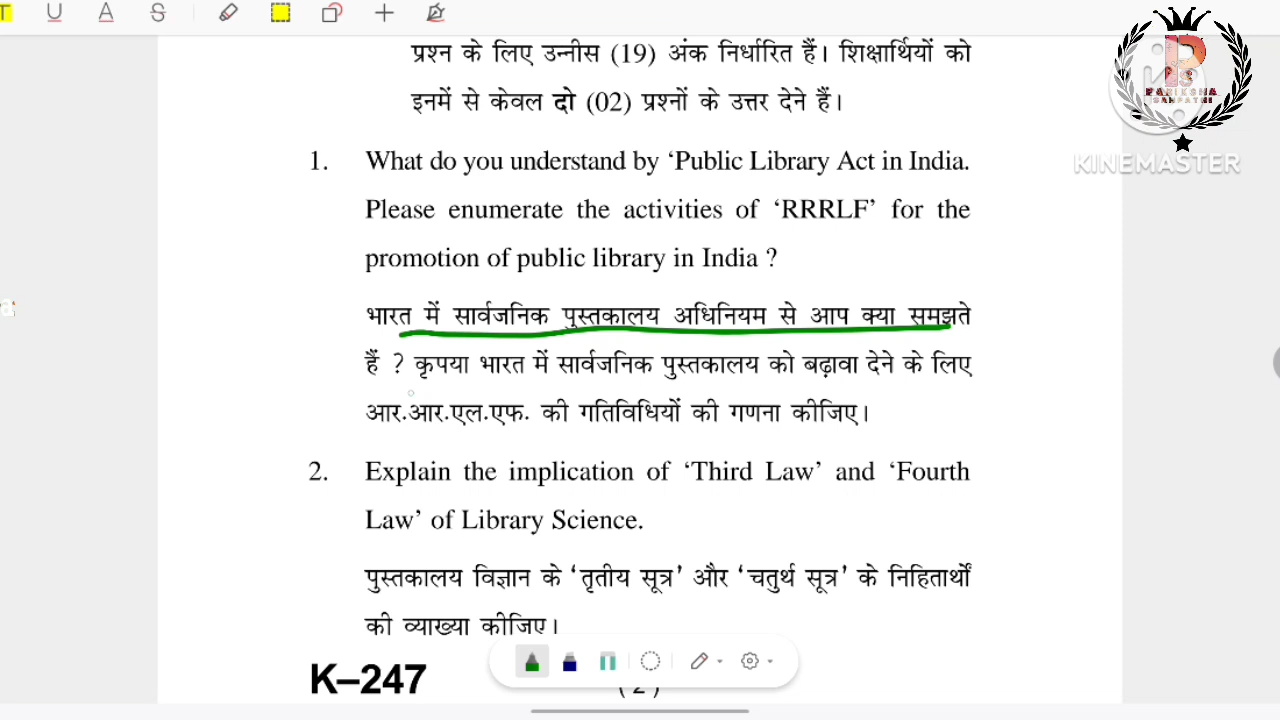 प्रश्न के लिए उन्नीस (19) अंक निर्धारित हैं। शिक्षार्थियों को
इनमें से केवल दो (02) प्रश्नों के उत्तर देने हैं।
PARIKSHA
KINEMASTER
1. What do you understand by ‘Public Library Act in India.
Please enumerate the activities of ‘RRRLF’ for the
promotion of public library in India ?
भारत में सार्वजनिक पुस्तकालय अधिनियम से आप क्या समझते
हैं ? कृपया भारत में सार्वजनिक पुस्तकालय को बढ़ावा देने के लिए
आर.आर.एल.एफ. की गतिविधियों की गणना कीजिए।
2. Explain the implication of ‘Third Law’ and ‘Fourth
Law’ of Library Science.
पुस्तकालय विज्ञान के ‘तृतीय सूत्र’ और ‘चतुर्थ सूत्र’ के निहितार्थों
की व्याख्या कीजिए।
K–247
( 2 )